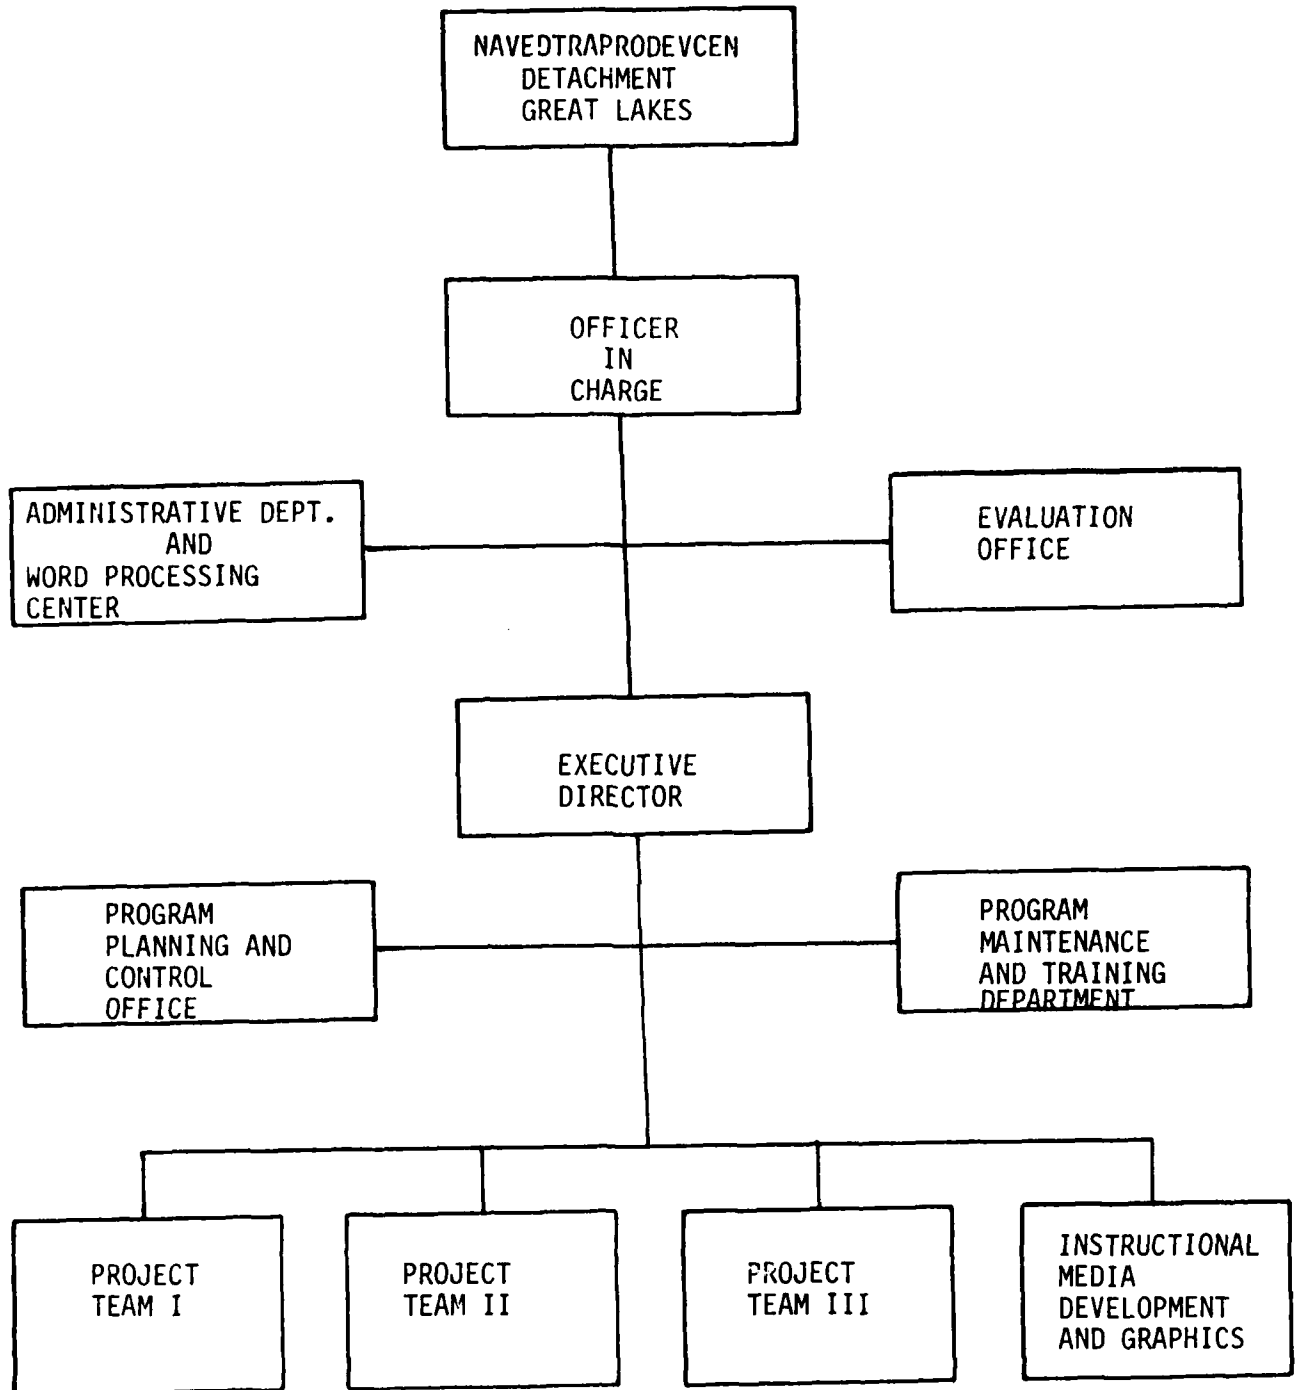 NAVEDTRAPRODEVCEN
DETACHMENT
GREAT LAKES
OFFICER
IN
CHARGE
ADMINISTRATIVE DEPT.
AND
WORD PROCESSING
CENTER
EVALUATION
OFFICE
EXECUTIVE
DIRECTOR
PROGRAM
PLANNING AND
CONTROL
OFFICE
PROGRAM
MAINTENANCE
AND TRAINING
DEPARTMENT
PROJECT
TEAM I
PROJECT
TEAM II
PROJECT
TEAM III
INSTRUCTIONAL
MEDIA
DEVELOPMENT
AND GRAPHICS